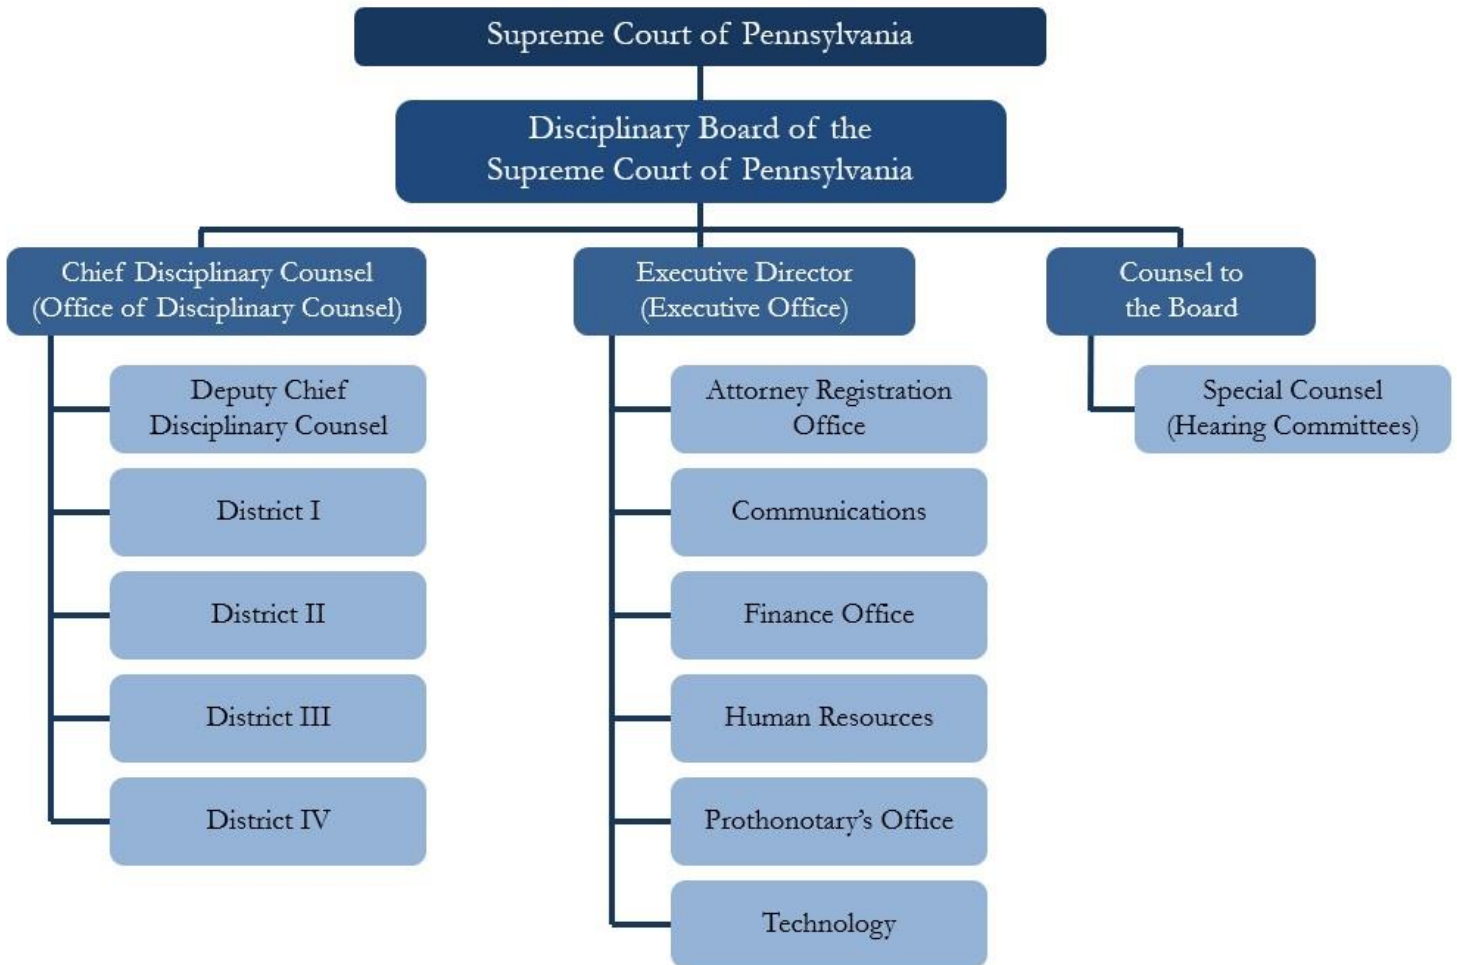 Supreme Court of Pennsylvania
Disciplinary Board of the
Supreme Court of Pennsylvania
Chief Disciplinary Counsel
(Office of Disciplinary Counsel)
Deputy Chief
Disciplinary Counsel
District I
District II
District III
District IV
Executive Director
(Executive Office)
Attorney Registration
Office
Communications
Finance Office
Human Resources
Prothonotary’s Office
Technology
Counsel to
the Board
Special Counsel
(Hearing Committees)